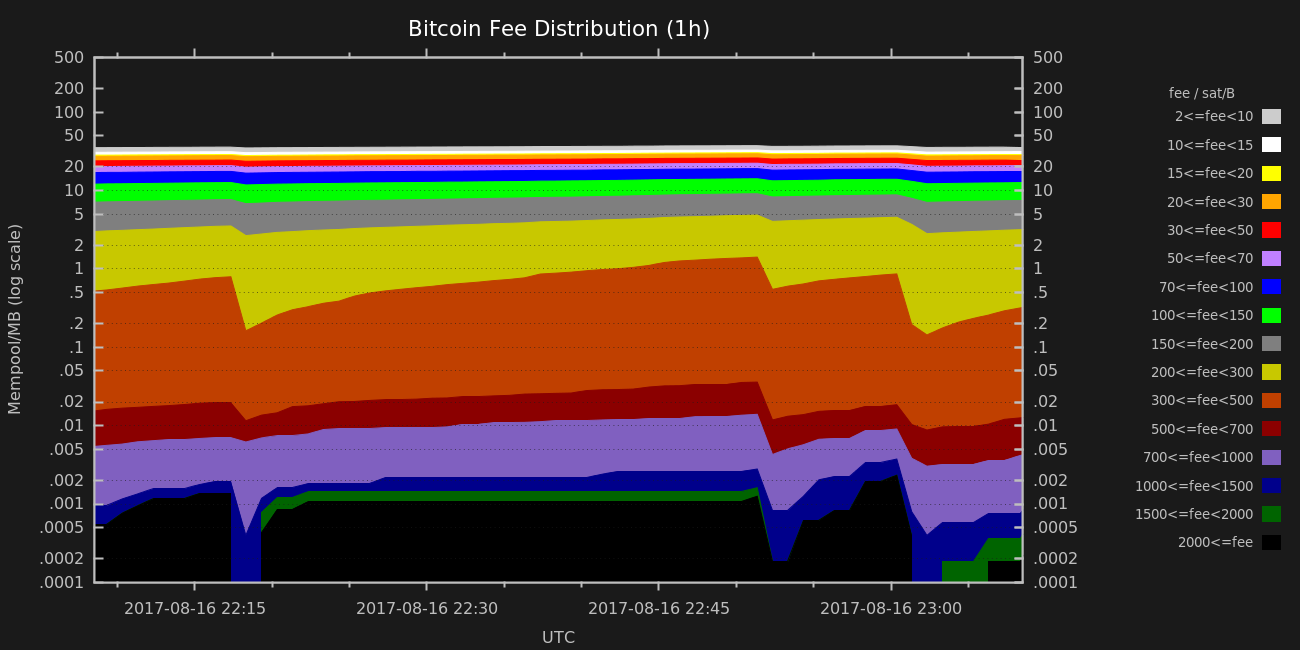 Bitcoin Fee Distribution (1h)
500
200
100
50
20
10
5
2
1
.5
.2
.1
.05
.02
.01
.005
.002
.001
.0005
.0002
.0001
Mempool/MB (log scale)
500
200
100
50
20
10
5
2
1
.5
.2
.1
.05
.02
.01
.005
.002
.001
.0005
.0002
.0001
2017-08-16 22:15
2017-08-16 22:30
2017-08-16 22:45
2017-08-16 23:00
UTC
fee / sat/B
2<=fee<10
10<=fee<15
15<=fee<20
20<=fee<30
30<=fee<50
50<=fee<70
70<=fee<100
100<=fee<150
150<=fee<200
200<=fee<300
300<=fee<500
500<=fee<700
700<=fee<1000
1000<=fee<1500
1500<=fee<2000
2000<=fee